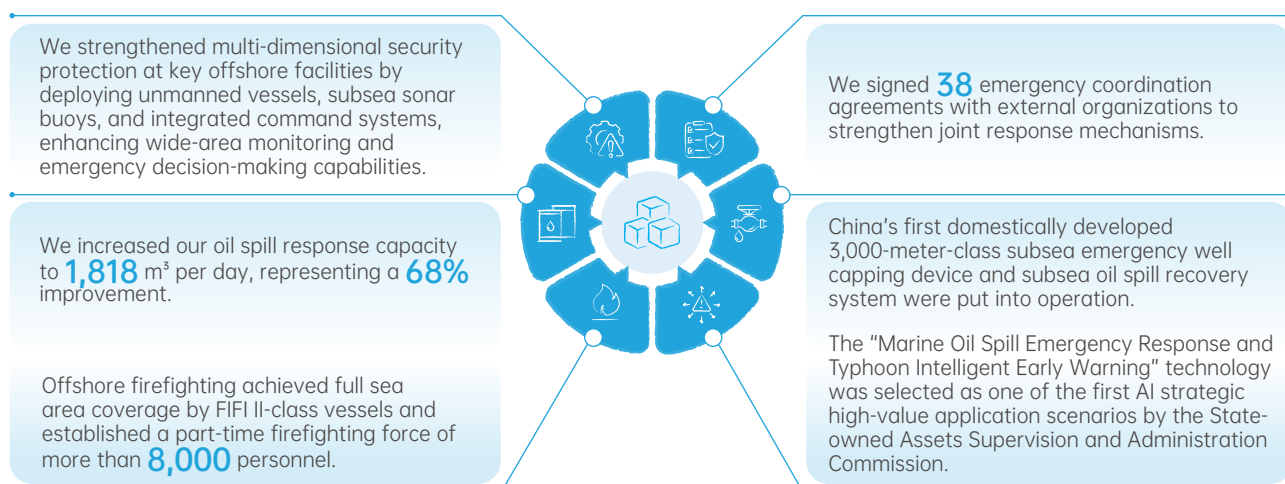 We strengthened multi-dimensional security
protection at key offshore facilities by
deploying unmanned vessels, subsea sonar
buoys, and integrated command systems,
enhancing wide-area monitoring and
emergency decision-making capabilities.
We increased our oil spill response capacity
to 1,818 m³ per day, representing a 68%
improvement.
Offshore firefighting achieved full sea
area coverage by FIFI II-class vessels and
established a part-time firefighting force of
more than 8,000 personnel.
We signed 38 emergency coordination
agreements with external organizations to
strengthen joint response mechanisms.
China's first domestically developed
3,000-meter-class subsea emergency well
capping device and subsea oil spill recovery
system were put into operation.
The “Marine Oil Spill Emergency Response and
Typhoon Intelligent Early Warning” technology
was selected as one of the first AI strategic
high-value application scenarios by the State-
owned Assets Supervision and Administration
Commission.